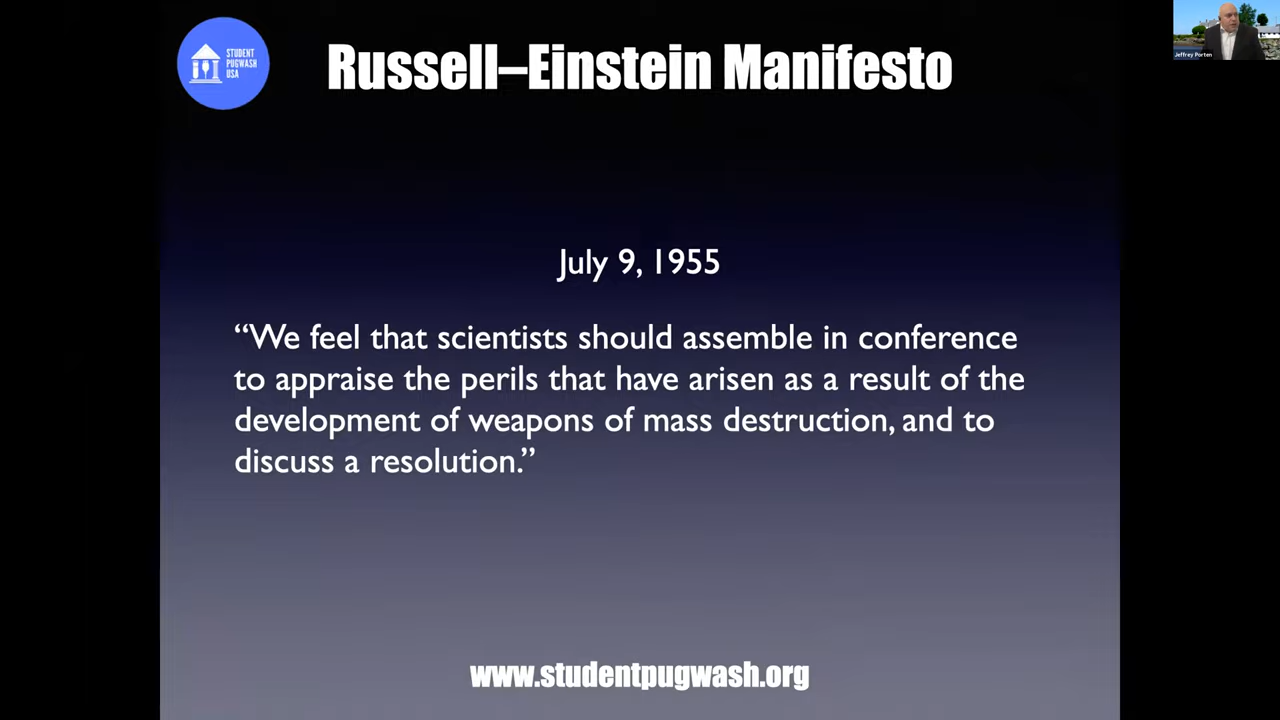 STUDENT
PUGWASH
USA
Russell–Einstein Manifesto
Jeffrey Porten
July 9, 1955
“We feel that scientists should assemble in conference
to appraise the perils that have arisen as a result of the
development of weapons of mass destruction, and to
discuss a resolution.”
www.studentpugwash.org